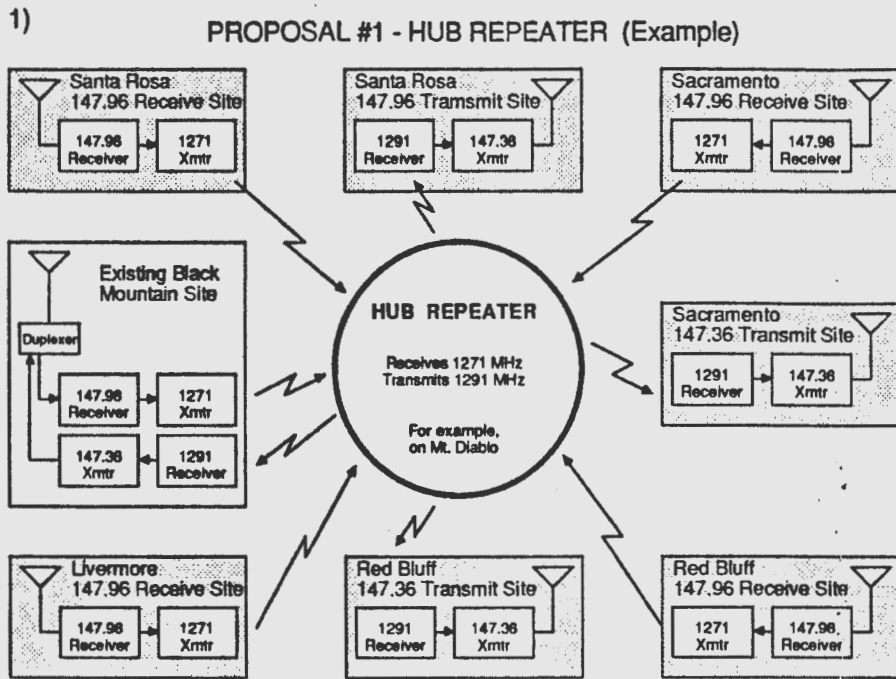 1)
PROPOSAL #1 - HUB REPEATER (Example)
Santa Rosa
147.96 Receive Site
147.96
Receiver
1271
Xmtr
Santa Rosa
147.96 Transmit Site
1291
Receiver
147.36
Xmtr
Sacramento
147.96 Receive Site
1271
Xmtr
147.96
Receiver
Existing Black
Mountain Site
Duplexer
147.96
Receiver
1271
Xmtr
147.36
Xmtr
1291
Receiver
HUB REPEATER
Receives 1271 MHz
Transmits 1291 MHz
For example,
on Mt. Diablo
Sacramento
147.36 Transmit Site
1291
Receiver
147.36
Xmtr
Livermore
147.96 Receive Site
147.96
Receiver
1271
Xmtr
Red Bluff
147.36 Transmit Site
1291
Receiver
147.36
Xmtr
Red Bluff
147.96 Receive Site
1271
Xmtr
147.96
Receiver